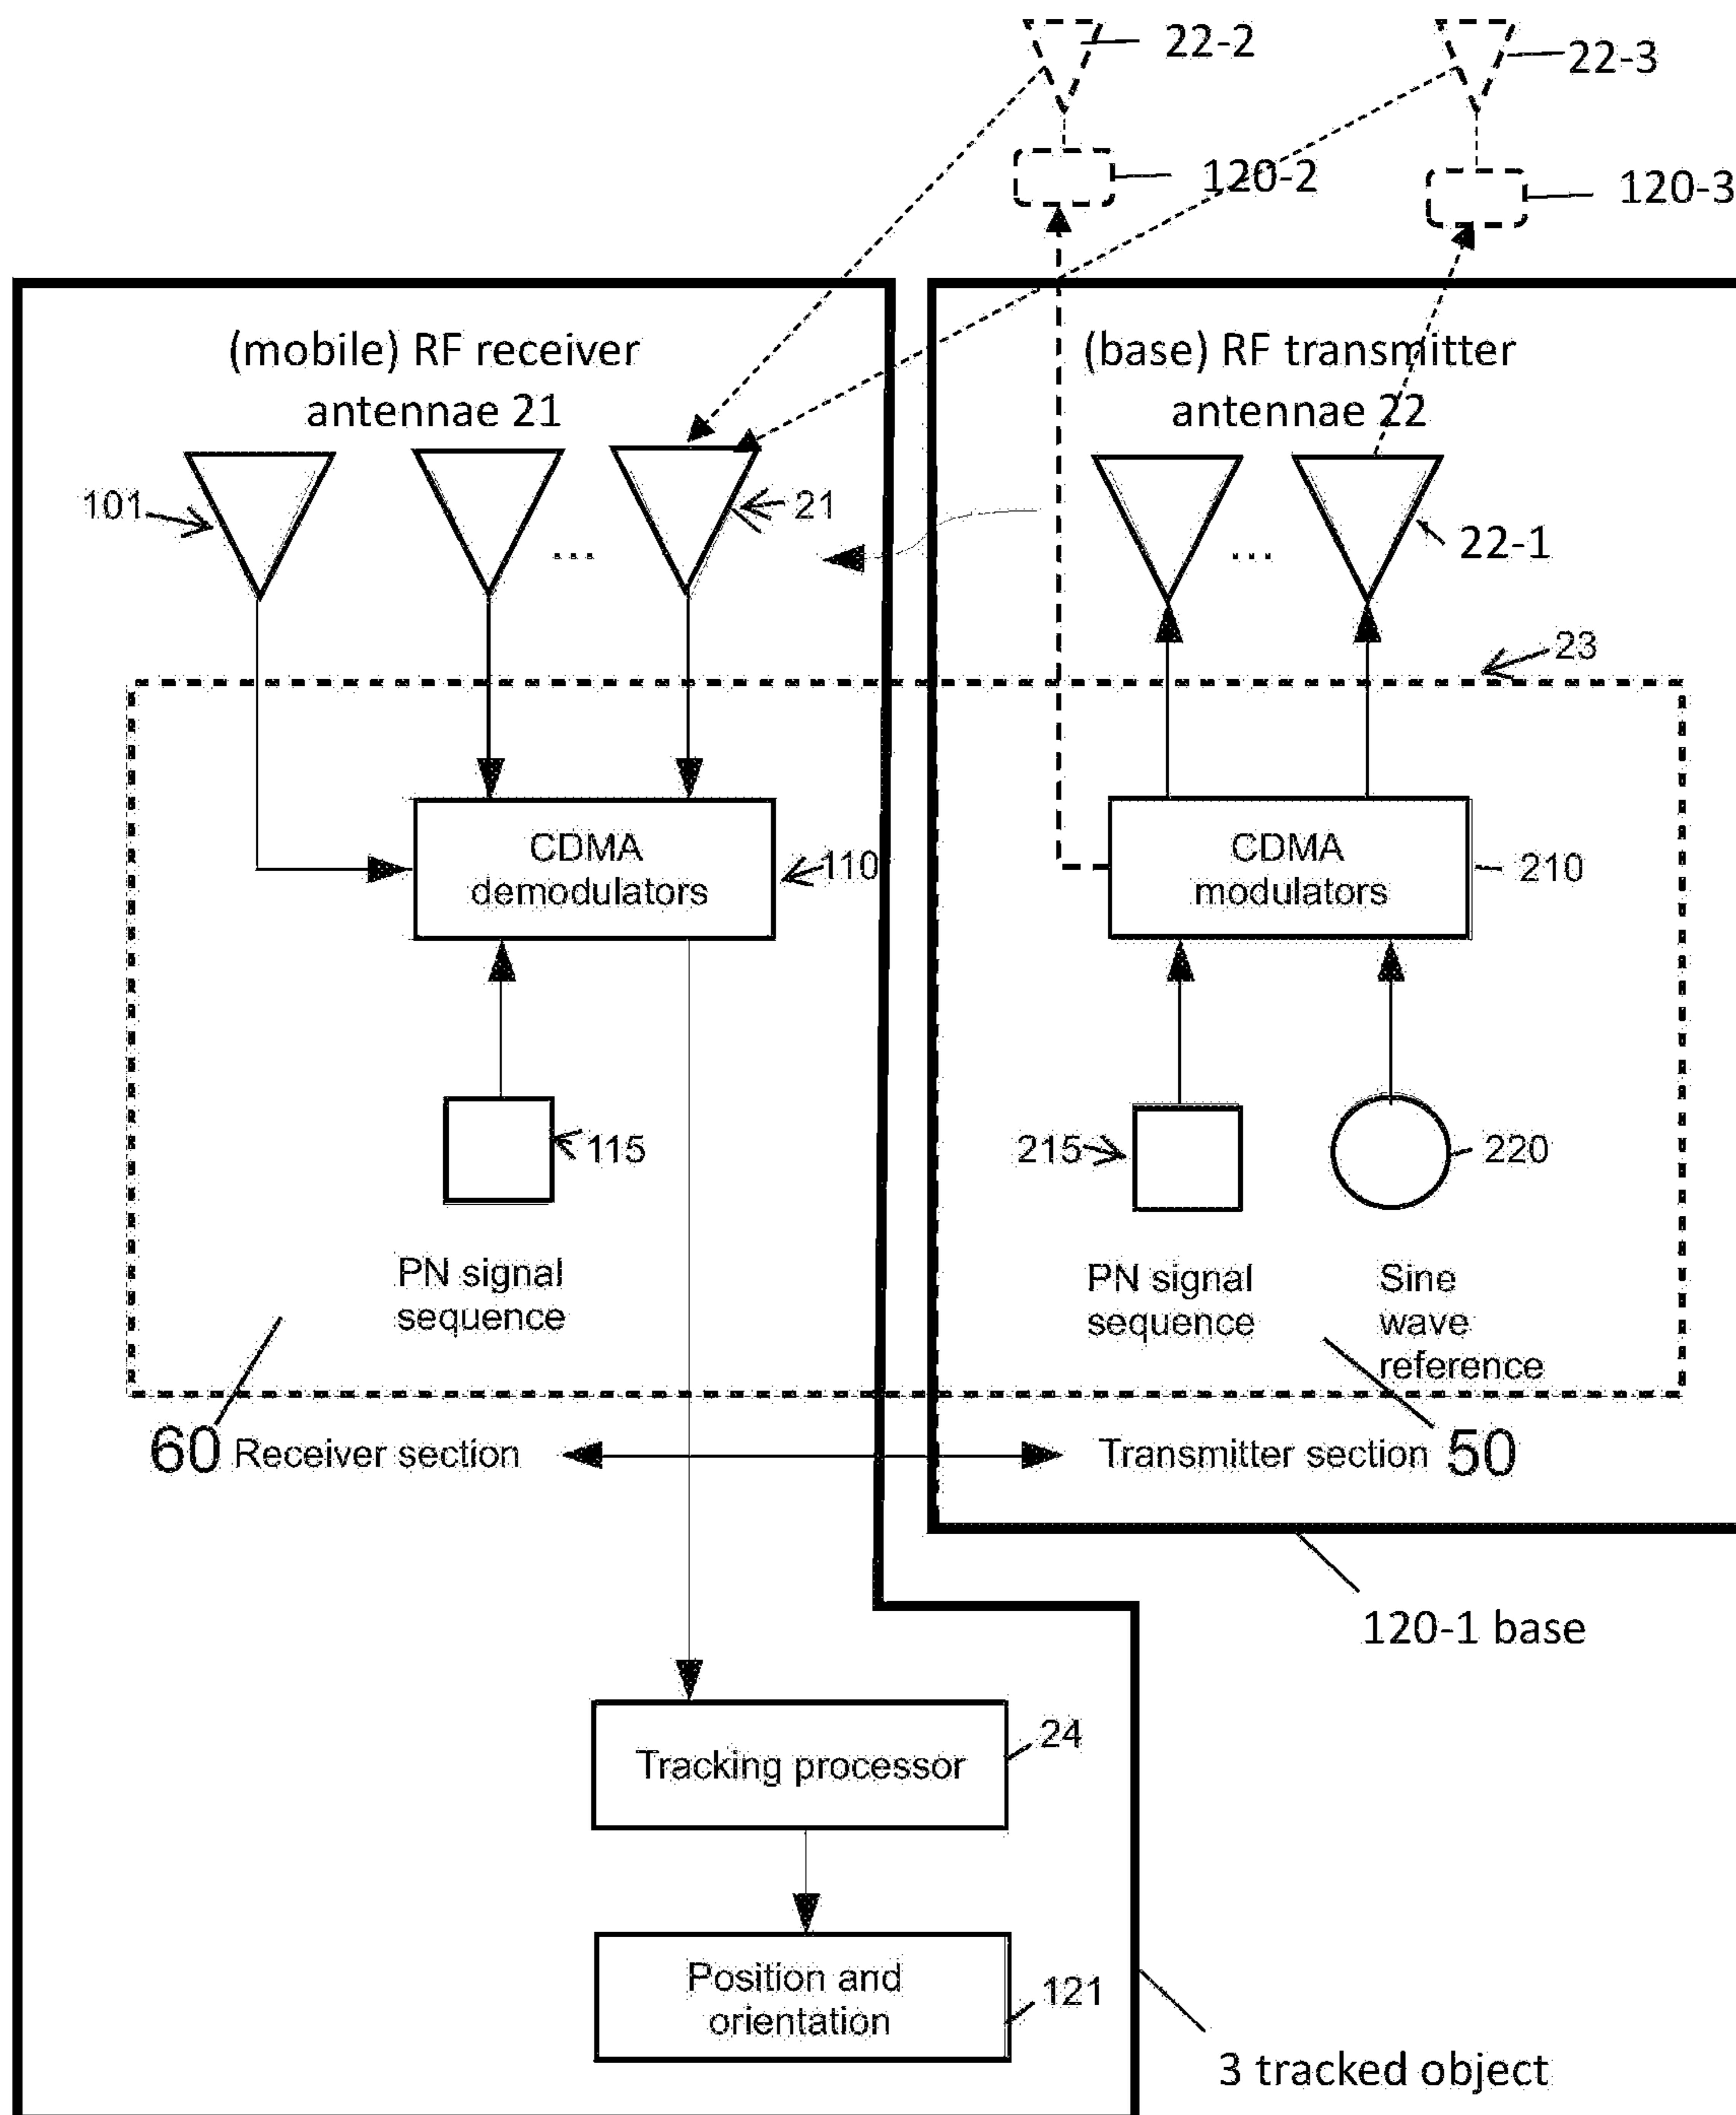 22-2
22-3
120-2
120-3
(mobile) RF receiver
antennae 21
(base) RF transmitter
antennae 22
101
...
21
...
22-1
23
CDMA
demodulators
110
CDMA
modulators
210
115
215
220
PN signal
sequence
PN signal
sequence
Sine
wave
reference
60 Receiver section
Transmitter section 50
120-1 base
Tracking processor
24
Position and
orientation
121
3 tracked object